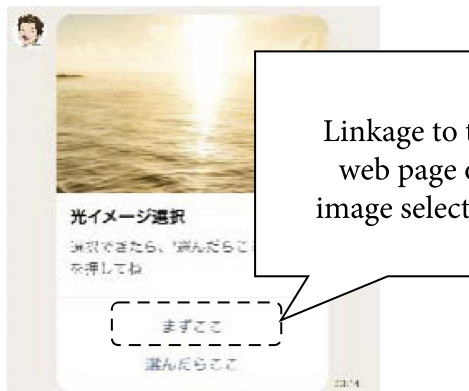 光イメージ選択
選択できたら、'選んだらここ
を押してね
まずここ
選んだらここ
Linkage to t
web page
image select